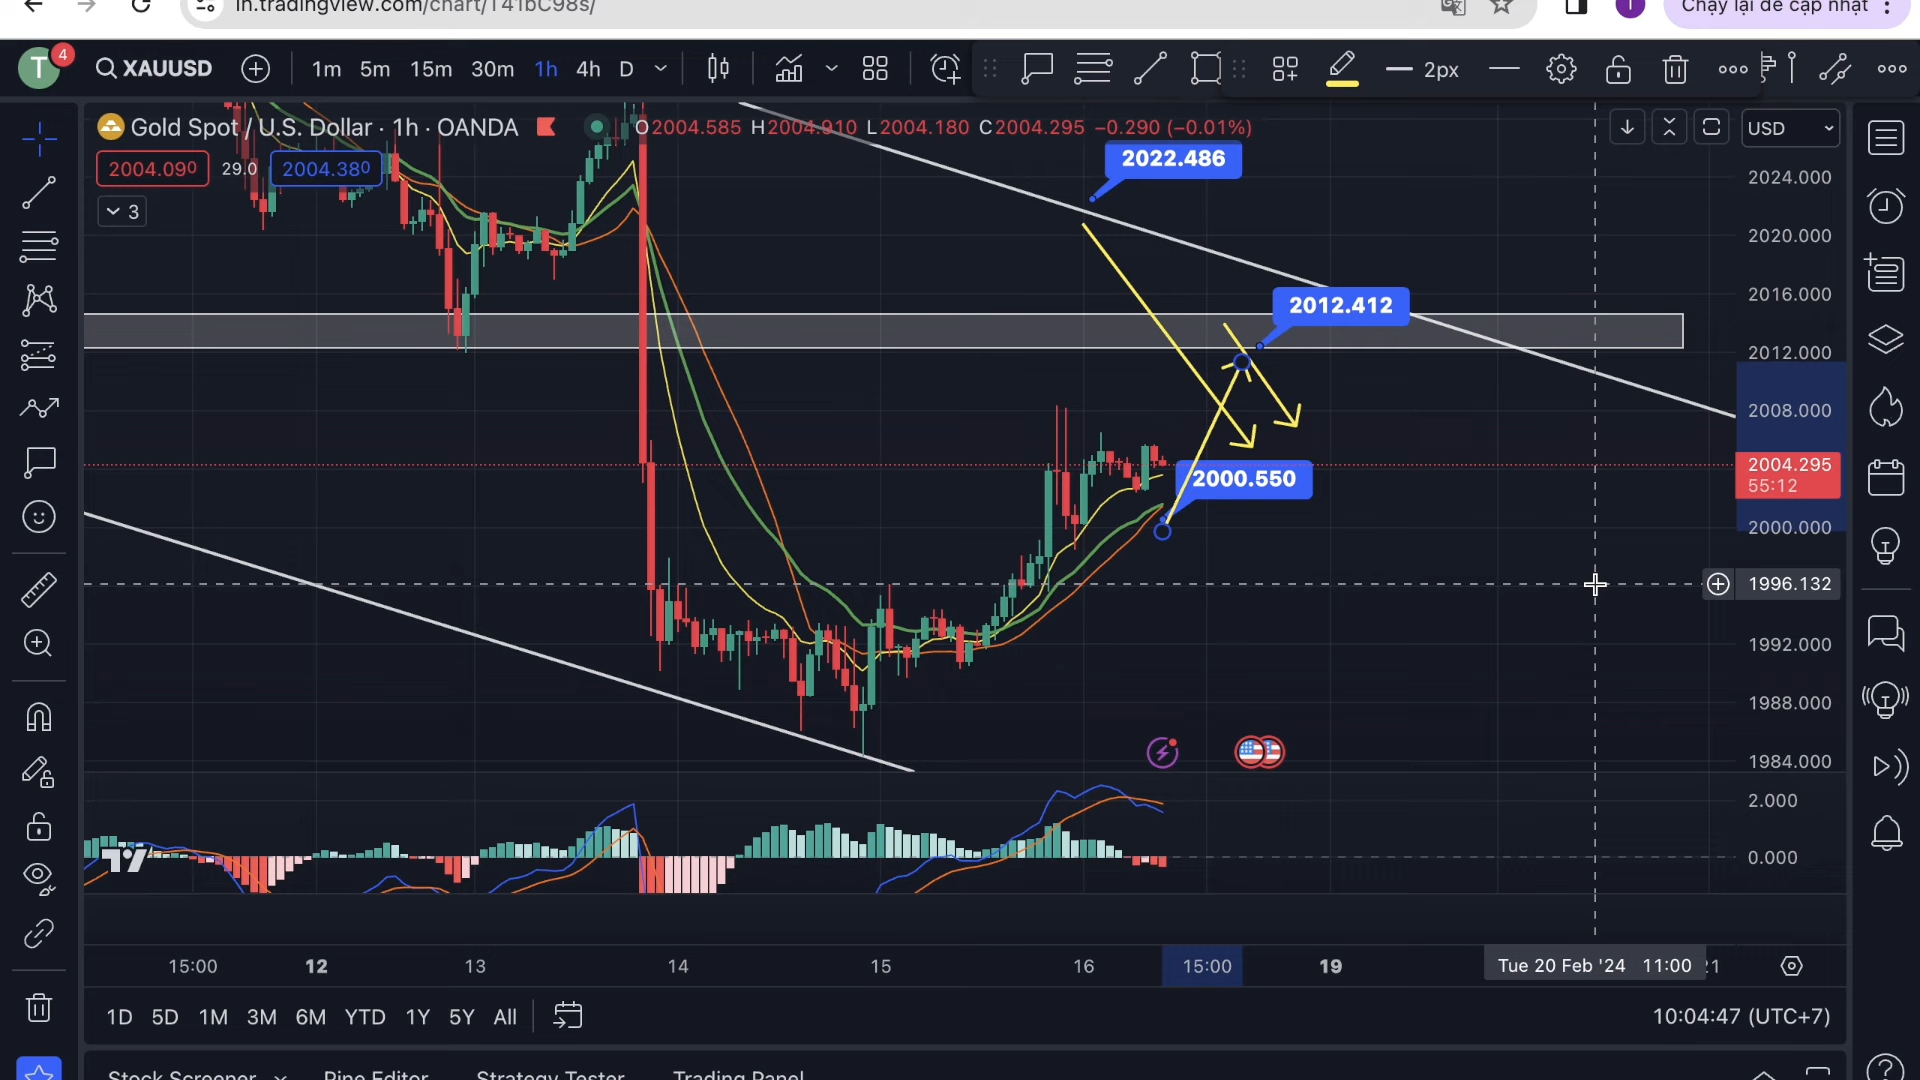 in.tradingview.com/chart/T41bC98s/
Chạy lại để cập nhật
T 4
XAUUSD
1m 5m 15m 30m 1h 4h D
2px
Gold Spot / U.S. Dollar · 1h · OANDA
O2004.585 H2004.910 L2004.180 C2004.295 −0.290 (−0.01%)
USD
2004.090 29.0 2004.380
3
2022.486
2012.412
2000.550
2024.000
2020.000
2016.000
2012.000
2008.000
2004.295
55:12
2000.000
1996.132
1992.000
1988.000
1984.000
2.000
0.000
15:00 12 13 14 15 16 15:00 19 Tue 20 Feb '24 11:00 21
1D 5D 1M 3M 6M YTD 1Y 5Y All
10:04:47 (UTC+7)
Stock Screener Pine Editor Strategy Tester Trading Panel